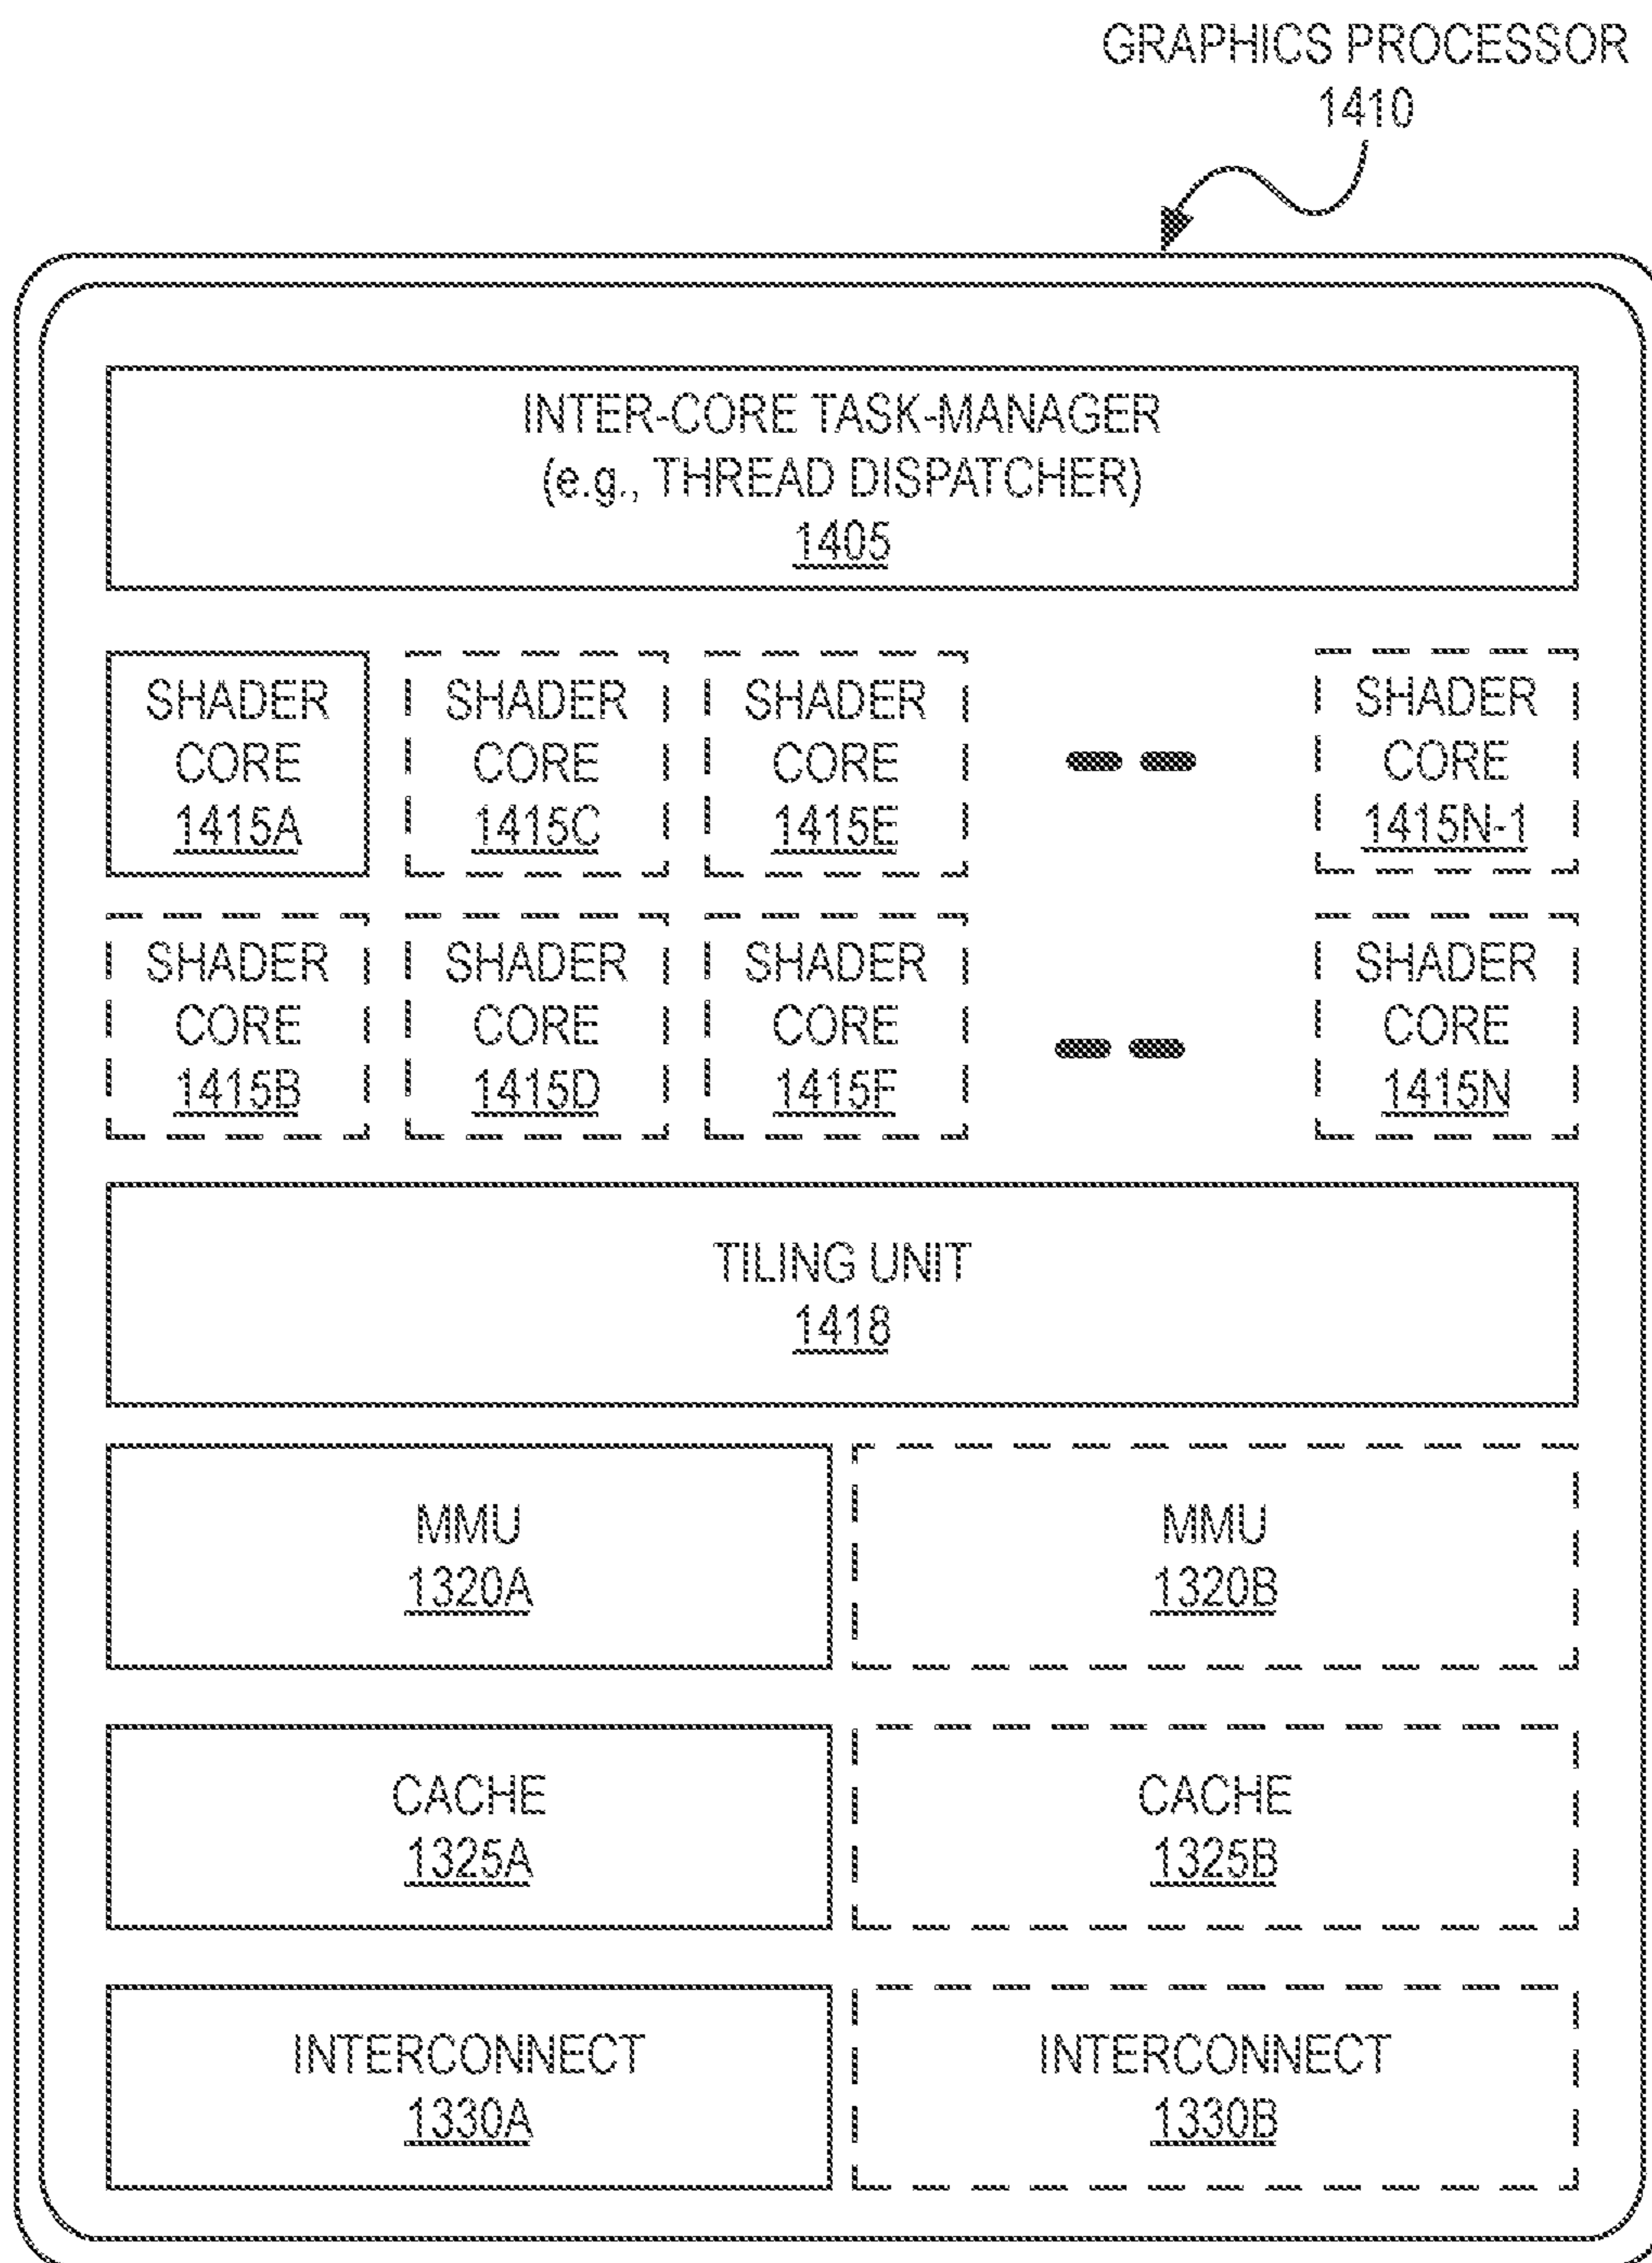 GRAPHICS PROCESSOR
1410
INTER-CORE TASK-MANAGER
(e.g., THREAD DISPATCHER)
1405
SHADER
CORE
1415A
SHADER
CORE
1415C
SHADER
CORE
1415E
SHADER
CORE
1415N-1
SHADER
CORE
1415B
SHADER
CORE
1415D
SHADER
CORE
1415F
SHADER
CORE
1415N
TILING UNIT
1418
MMU
1320A
MMU
1320B
CACHE
1325A
CACHE
1325B
INTERCONNECT
1330A
INTERCONNECT
1330B